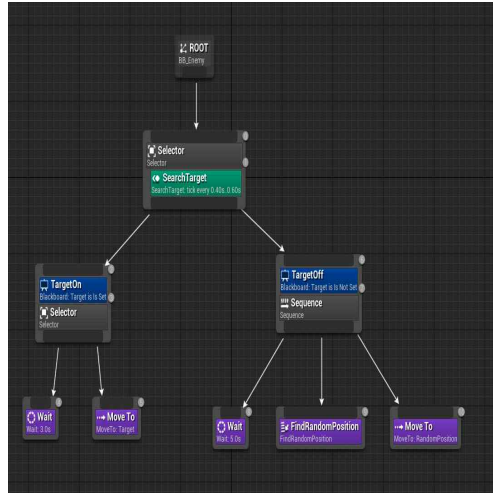 ROOT
BB_Enemy
Selector
Selector
SearchTarget
SearchTarget: tick every 0.40s..0.60s
TargetOn
Blackboard: Target is Is Set
Selector
Selector
TargetOff
Blackboard: Target is Is Not Set
Sequence
Sequence
Wait
Wait: 3.0s
Move To
MoveTo: Target
Wait
Wait: 5.0s
FindRandomPosition
FindRandomPosition
Move To
MoveTo: RandomPosition